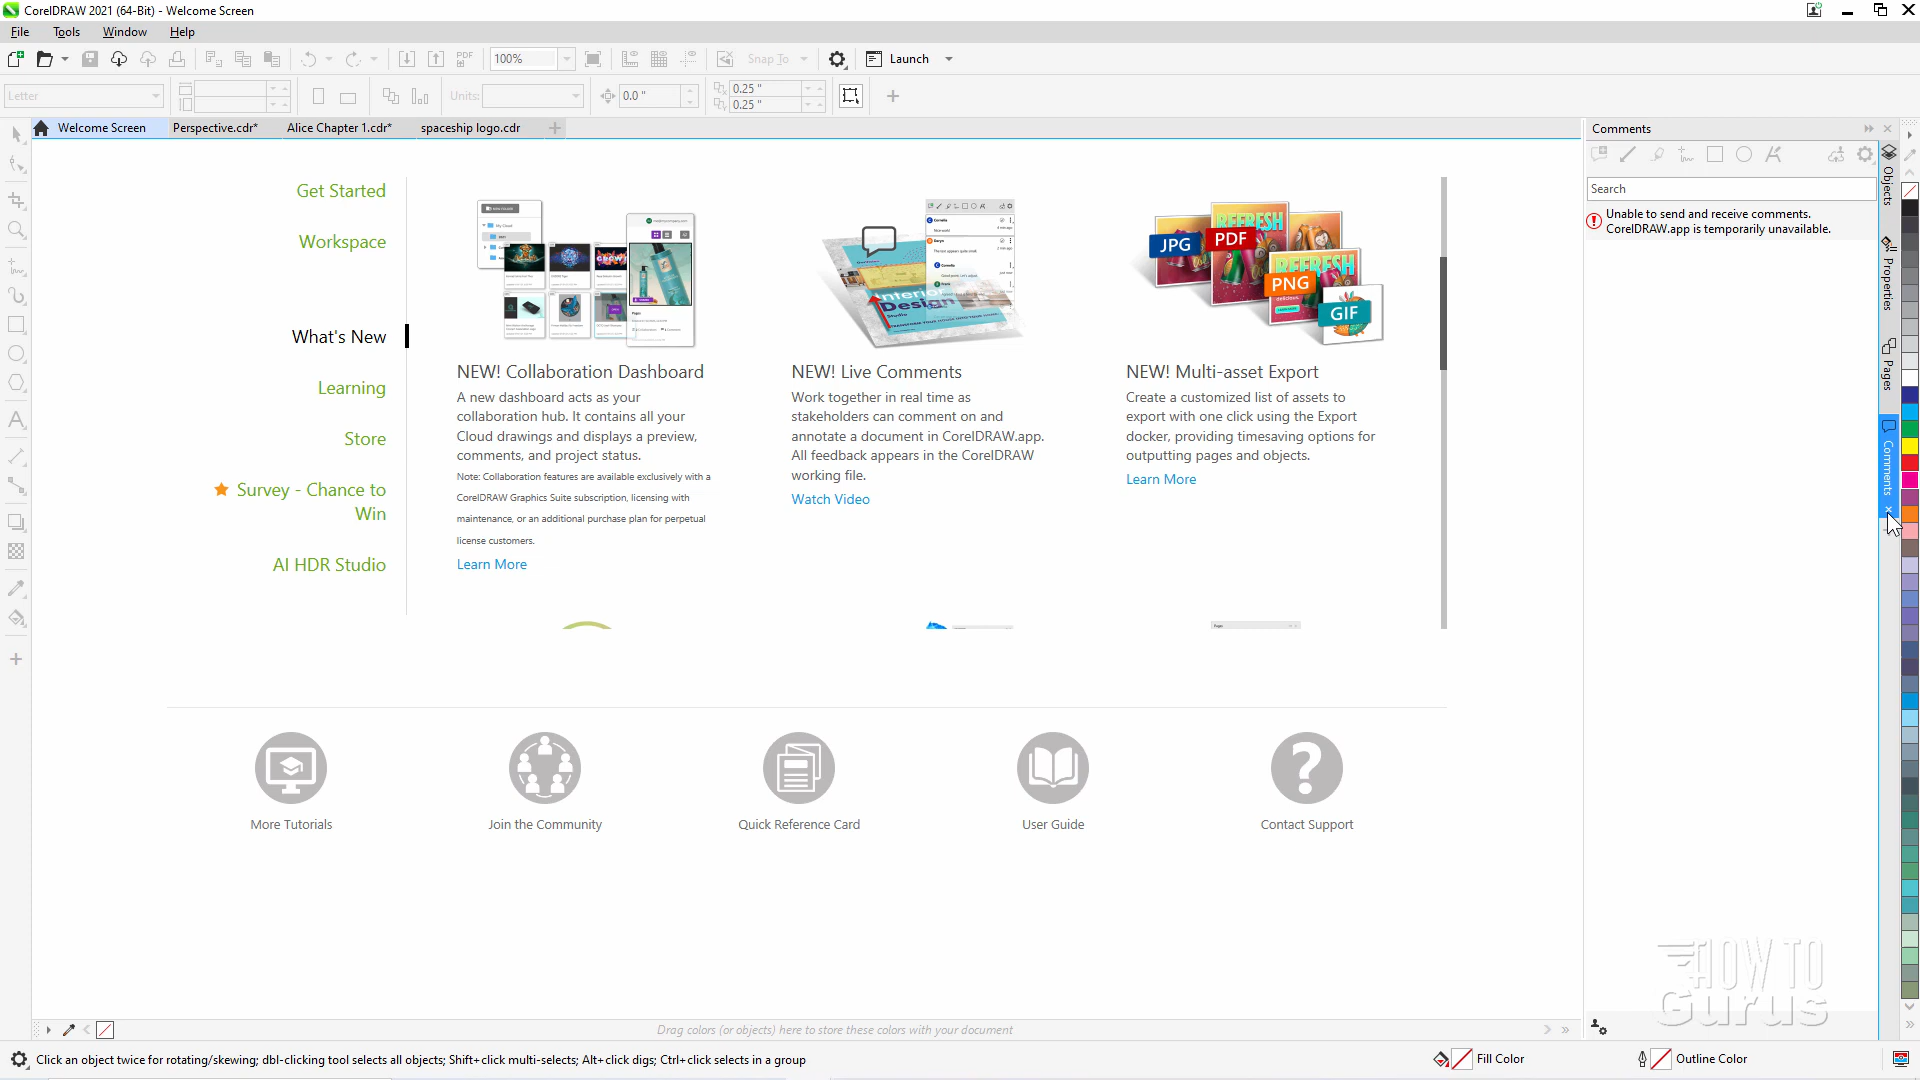 CorelDRAW 2021 (64-Bit) - Welcome Screen
File Tools Window Help
PDF 100% Snap To Launch
Letter Units: 0.0 " 0.25 "
0.25 "
Welcome Screen Perspective.cdr* Alice Chapter 1.cdr* spaceship logo.cdr
Get Started
Workspace
What's New
Learning
Store
Survey - Chance to
Win
AI HDR Studio
NEW! Collaboration Dashboard
A new dashboard acts as your
collaboration hub. It contains all your
Cloud drawings and displays a preview,
comments, and project status.
Note: Collaboration features are available exclusively with a
CorelDRAW Graphics Suite subscription, licensing with
maintenance, or an additional purchase plan for perpetual
license customers.
Learn More
Interior
Design
Studio
NEW! Live Comments
Work together in real time as
stakeholders can comment on and
annotate a document in CorelDRAW.app.
All feedback appears in the CorelDRAW
working file.
Watch Video
REFRESH
JPG
PDF
REFRESH
PNG
GIF
NEW! Multi-asset Export
Create a customized list of assets to
export with one click using the Export
docker, providing timesaving options for
outputting pages and objects.
Learn More
More Tutorials
Join the Community
Quick Reference Card
User Guide
Contact Support
Comments
Search
Unable to send and receive comments.
CorelDRAW.app is temporarily unavailable.
Objects
Properties
Pages
Comments
HOW TO
Gurus
Drag colors (or objects) here to store these colors with your document
Click an object twice for rotating/skewing; dbl-clicking tool selects all objects; Shift+click multi-selects; Alt+click digs; Ctrl+click selects in a group
Fill Color
Outline Color